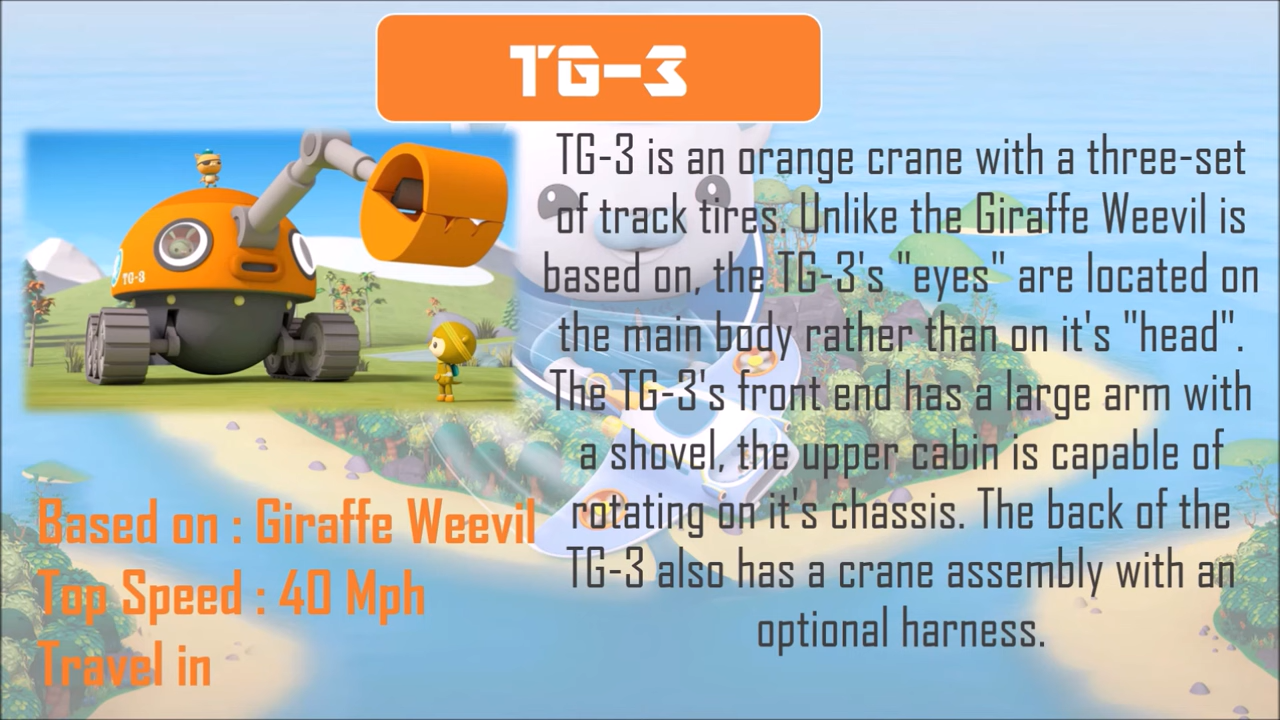 TG-3
TG-3
TG-3 is an orange crane with a three-set
of track tires. Unlike the Giraffe Weevil is
based on, the TG-3's "eyes" are located on
the main body rather than on it's "head".
The TG-3's front end has a large arm with
a shovel, the upper cabin is capable of
rotating on it's chassis. The back of the
TG-3 also has a crane assembly with an
optional harness.
Based on : Giraffe Weevil
Top Speed : 40 Mph
Travel in